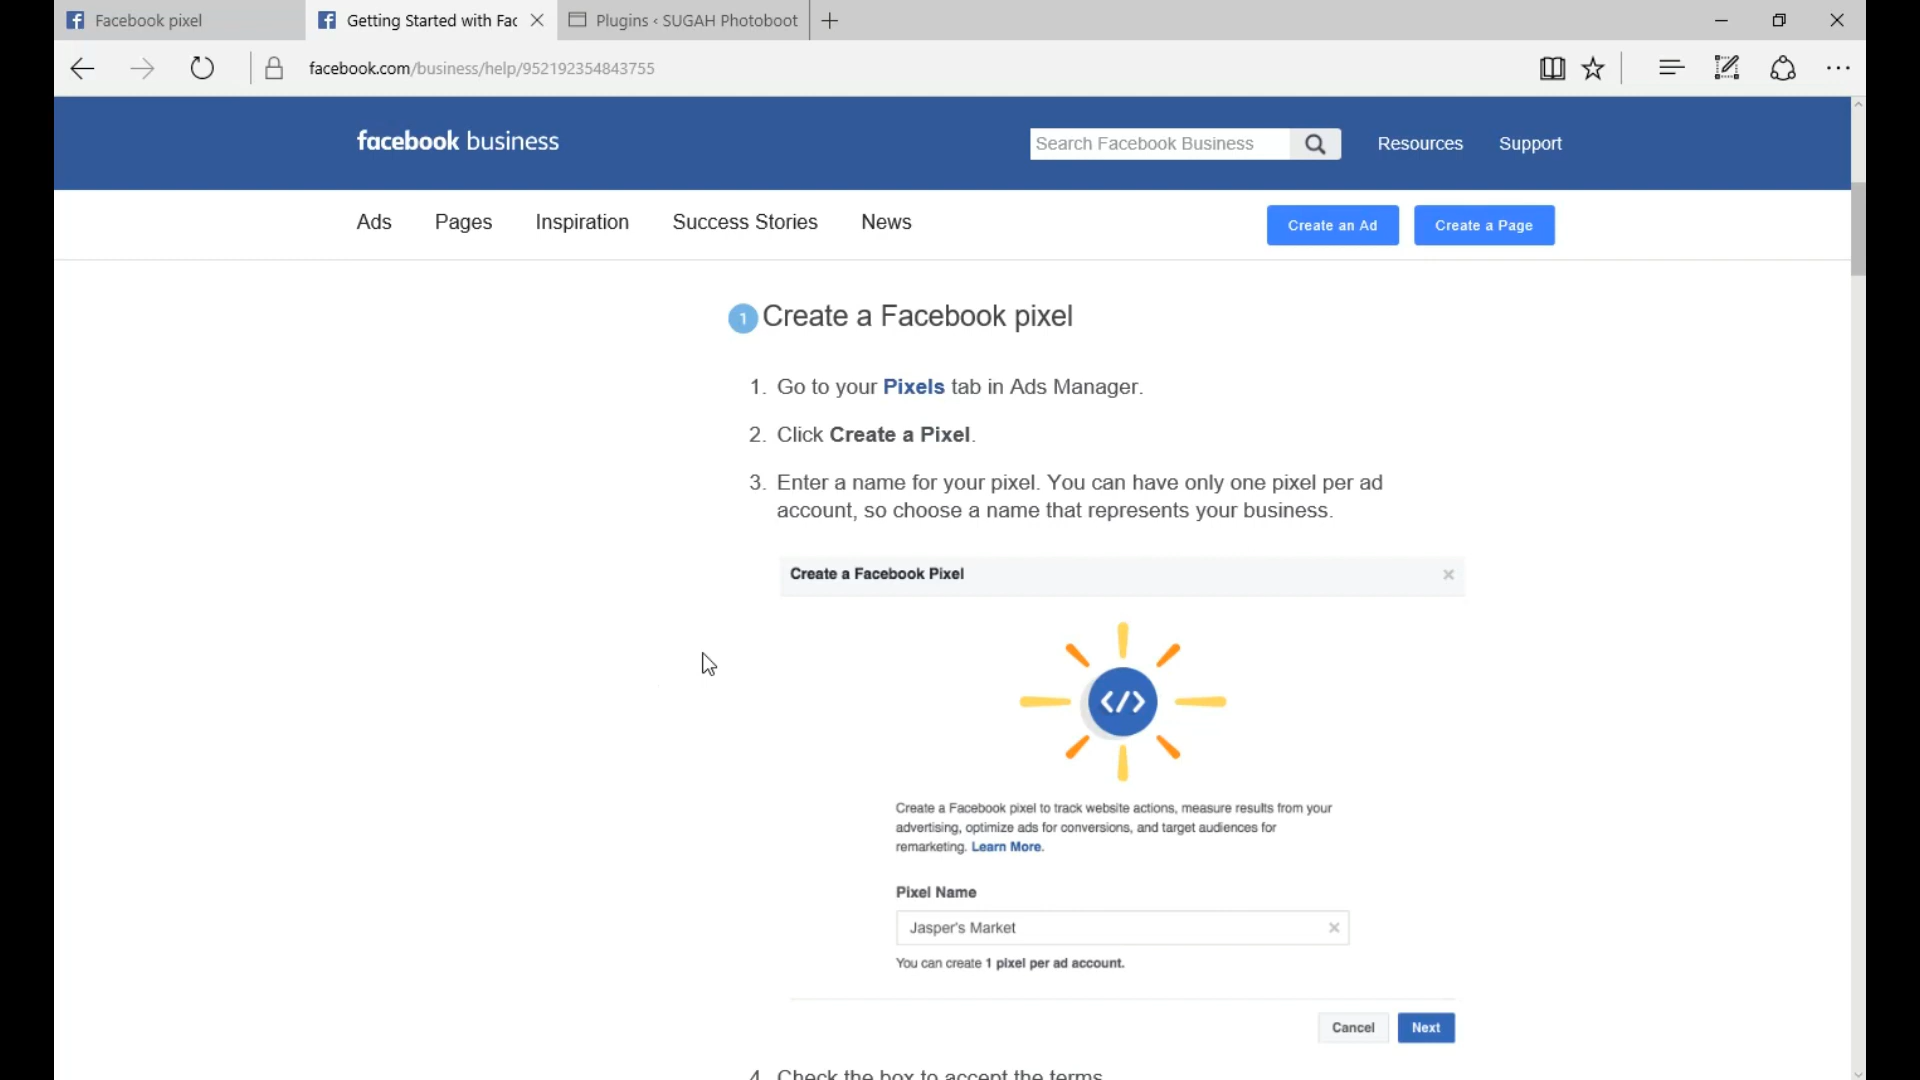 Facebook pixel
Getting Started with Fac
Plugins ‹ SUGAH Photoboot
facebook.com/business/help/952192354843755
facebook business
Search Facebook Business
Resources
Support
Ads
Pages
Inspiration
Success Stories
News
Create an Ad
Create a Page
1 Create a Facebook pixel
1. Go to your Pixels tab in Ads Manager.
2. Click Create a Pixel.
3. Enter a name for your pixel. You can have only one pixel per ad
account, so choose a name that represents your business.
Create a Facebook Pixel
</>
Create a Facebook pixel to track website actions, measure results from your
advertising, optimize ads for conversions, and target audiences for
remarketing. Learn More.
Pixel Name
Jasper's Market
You can create 1 pixel per ad account.
Cancel
Next
4. Check the box to accept the terms.